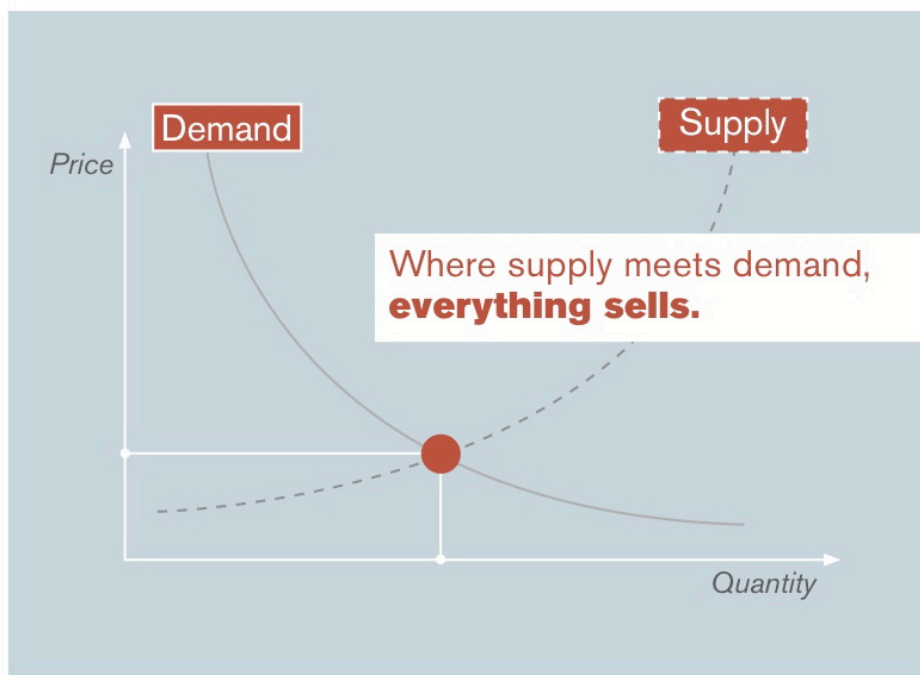 Demand
Supply
Price
Where supply meets demand,
everything sells.
Quantity